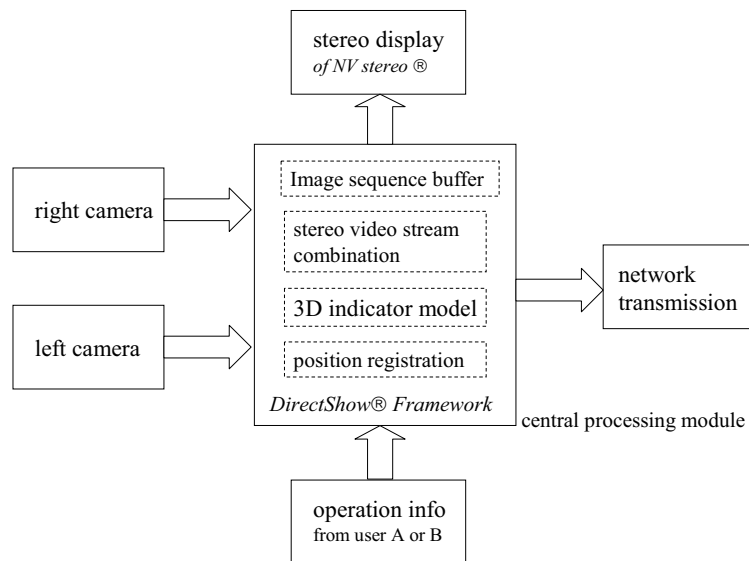 stereo display
of NV stereo ®
Image sequence buffer
right camera
stereo video stream
combination
network
transmission
3D indicator model
left camera
position registration
DirectShow® Framework
central processing module
operation info
from user A or B